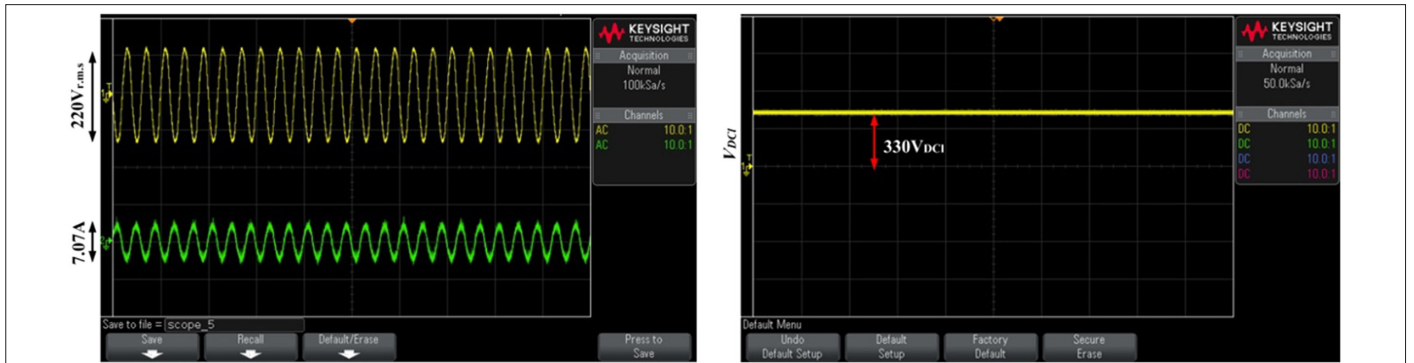 KEYSIGHT
TECHNOLOGIES
Acquisition
Normal
100kSa/s
Channels
AC 10.0:1
AC 10.0:1
220Vr.m.s
7.07A
Save to file = scope_5
Save
Recall
Default/Erase
Press to
Save
KEYSIGHT
TECHNOLOGIES
Acquisition
Normal
50.0kSa/s
Channels
DC 10.0:1
DC 10.0:1
DC 10.0:1
DC 10.0:1
VDC1
330VDC1
Default Menu
Undo
Default Setup
Default
Setup
Factory
Default
Secure
Erase